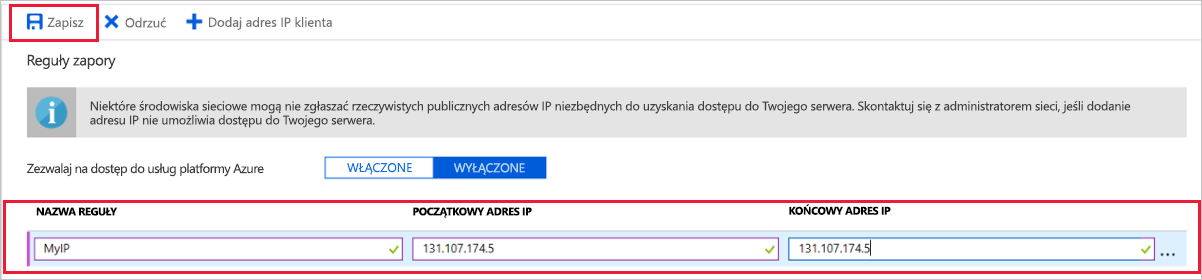 Zapisz Odrzuć Dodaj adres IP klienta
Reguły zapory
Niektóre środowiska sieciowe mogą nie zgłaszać rzeczywistych publicznych adresów IP niezbędnych do uzyskania dostępu do Twojego serwera. Skontaktuj się z administratorem sieci, jeśli dodanie
adresu IP nie umożliwia dostępu do Twojego serwera.
Zezwalaj na dostęp do usług platformy Azure WŁĄCZONE WYŁĄCZONE
NAZWA REGUŁY POCZĄTKOWY ADRES IP KOŃCOWY ADRES IP
MyIP 131.107.174.5 131.107.174.5 ...